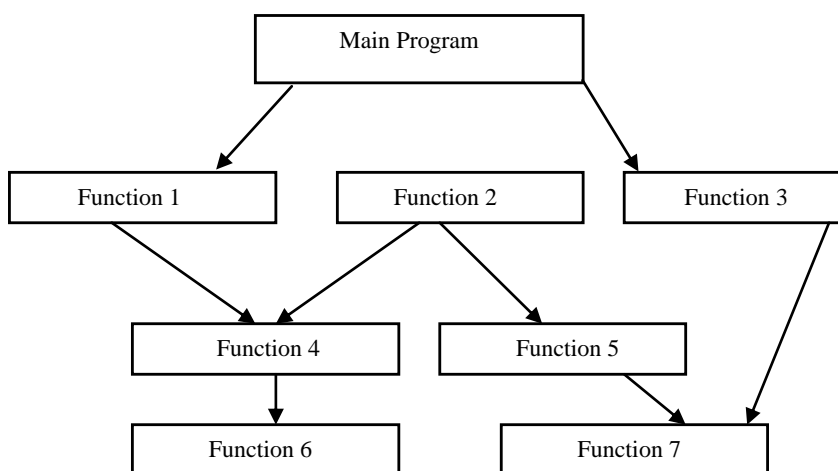 Main Program
Function 1
Function 2
Function 3
Function 4
Function 5
Function 6
Function 7